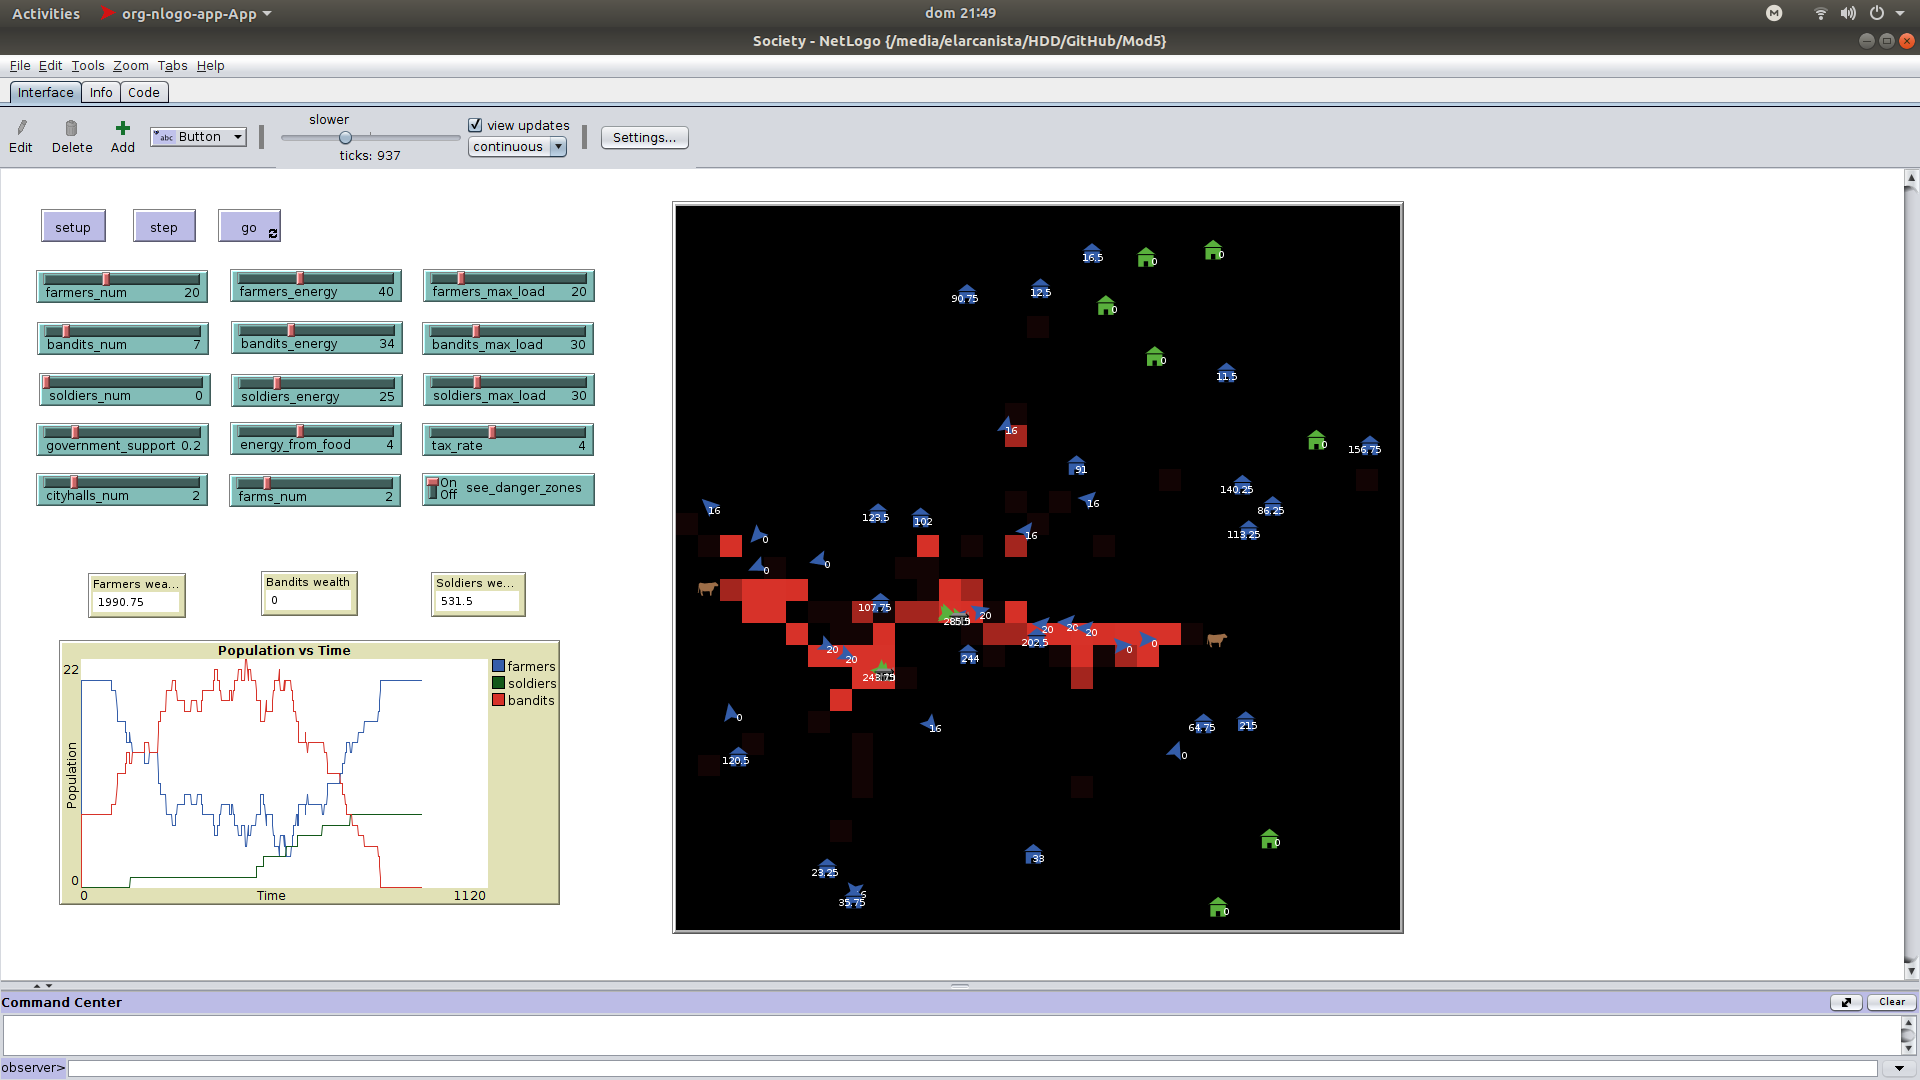 Activities org-nlogo-app-App dom 21:49 M
Society - NetLogo {/media/elarcanista/HDD/GitHub/Mod5}
File Edit Tools Zoom Tabs Help
Interface Info Code
Edit Delete Add abc Button slower ticks: 937 view updates continuous Settings...
setup step go
farmers_num 20 farmers_energy 40 farmers_max_load 20
bandits_num 7 bandits_energy 34 bandits_max_load 30
soldiers_num 0 soldiers_energy 25 soldiers_max_load 30
government_support 0.2 energy_from_food 4 tax_rate 4
cityhalls_num 2 farms_num 2 On Off see_danger_zones
Farmers wea... Bandits wealth Soldiers we...
1990.75 0 531.5
Population vs Time
22
0
Population
0 Time 1120
farmers
soldiers
bandits
16.5 0 0
90.75 12.5
0
0
11.5
16
0 156.75
91
140.25
16 16 86.25
123.5 102
16 113.25
0
0 0
107.75 20
20 20 20
202.5 0 0
20 20 244
0 16
64.75 215
120.5 0
0
33
23.25
35.75
0
Command Center Clear
observer>